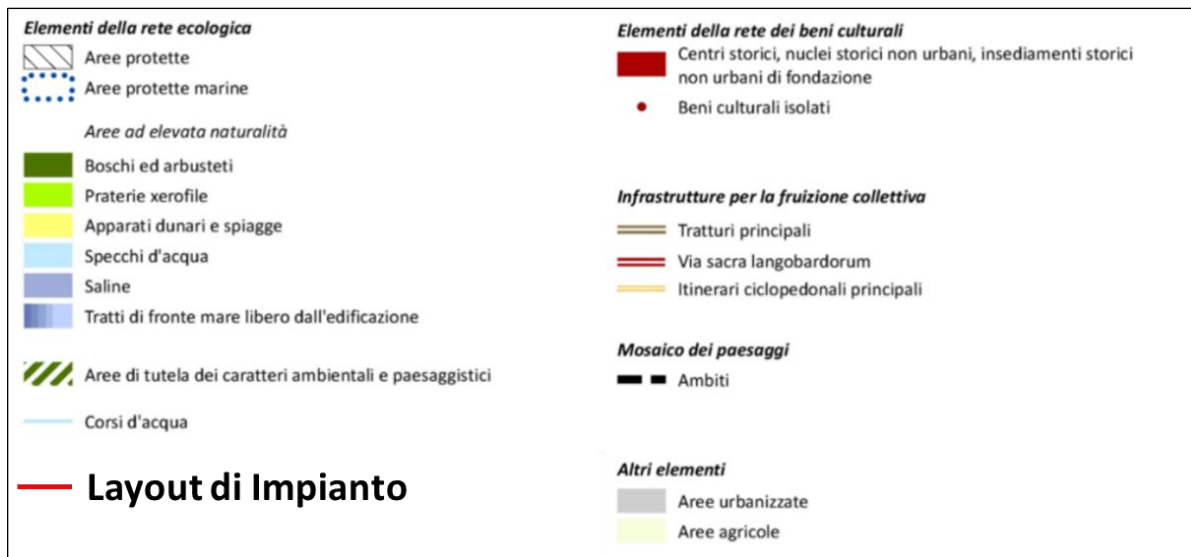 Elementi della rete ecologica
Aree protette
Aree protette marine
Aree ad elevata naturalità
Boschi ed arbusteti
Praterie xerofile
Apparati dunari e spiagge
Specchi d'acqua
Saline
Tratti di fronte mare libero dall'edificazione
Aree di tutela dei caratteri ambientali e paesaggistici
Corsi d'acqua
Layout di Impianto
Elementi della rete dei beni culturali
Centri storici, nuclei storici non urbani, insediamenti storici
non urbani di fondazione
Beni culturali isolati
Infrastrutture per la fruizione collettiva
Tratturi principali
Via sacra langobardorum
Itinerari ciclopedonali principali
Mosaico dei paesaggi
Ambiti
Altri elementi
Aree urbanizzate
Aree agricole